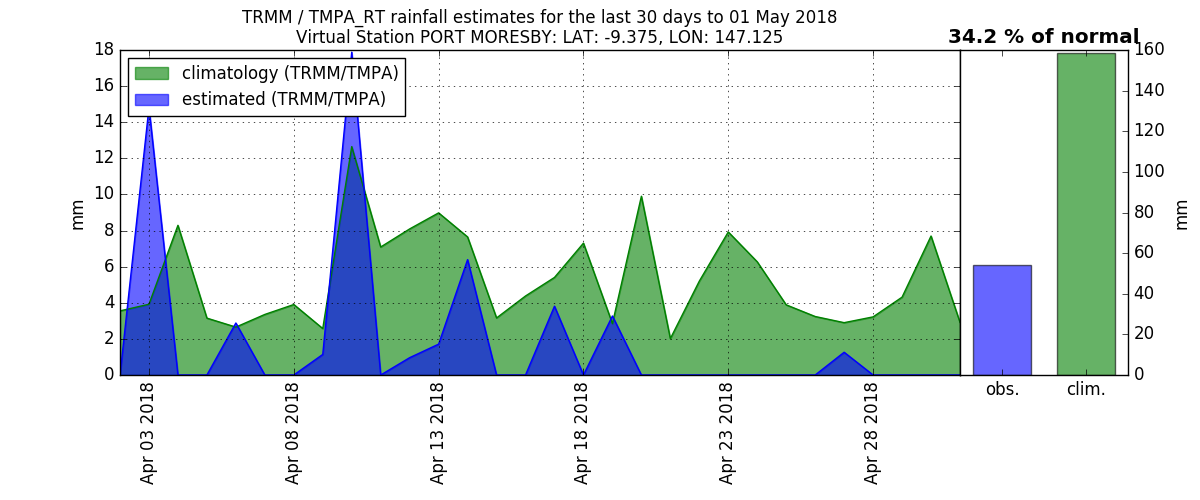 TRMM / TMPA_RT rainfall estimates for the last 30 days to 01 May 2018
Virtual Station PORT MORESBY: LAT: -9.375, LON: 147.125
34.2 % of normal
climatology (TRMM/TMPA)
estimated (TRMM/TMPA)
18
16
14
12
10
8
6
4
2
0
mm
Apr 03 2018
Apr 08 2018
Apr 13 2018
Apr 18 2018
Apr 23 2018
Apr 28 2018
obs.
clim.
160
140
120
100
80
60
40
20
0
mm